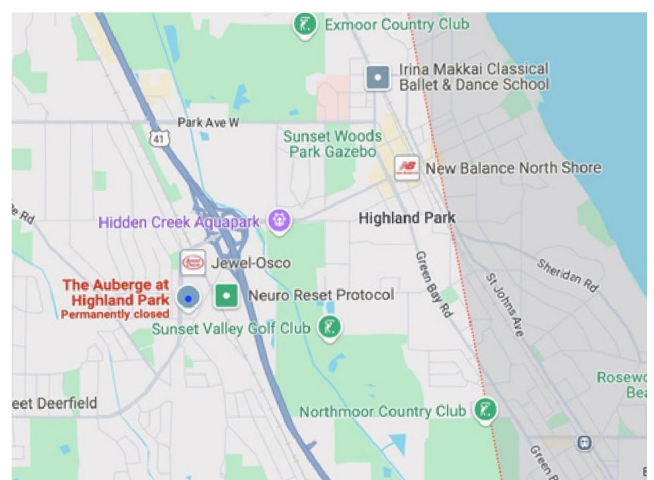 Exmoor Country Club
Irina Makkai Classical
Ballet & Dance School
Park Ave W
41
Sunset Woods
Park Gazebo
New Balance North Shore
Hidden Creek Aquapark
Highland Park
Jewel-Osco
The Auberge at
Highland Park
Permanently closed
Neuro Reset Protocol
Green Bay Rd
St Johns Ave
Sheridan Rd
Sunset Valley Golf Club
Rd
eet Deerfield
Northmoor Country Club
Rosew
Bea
Green B